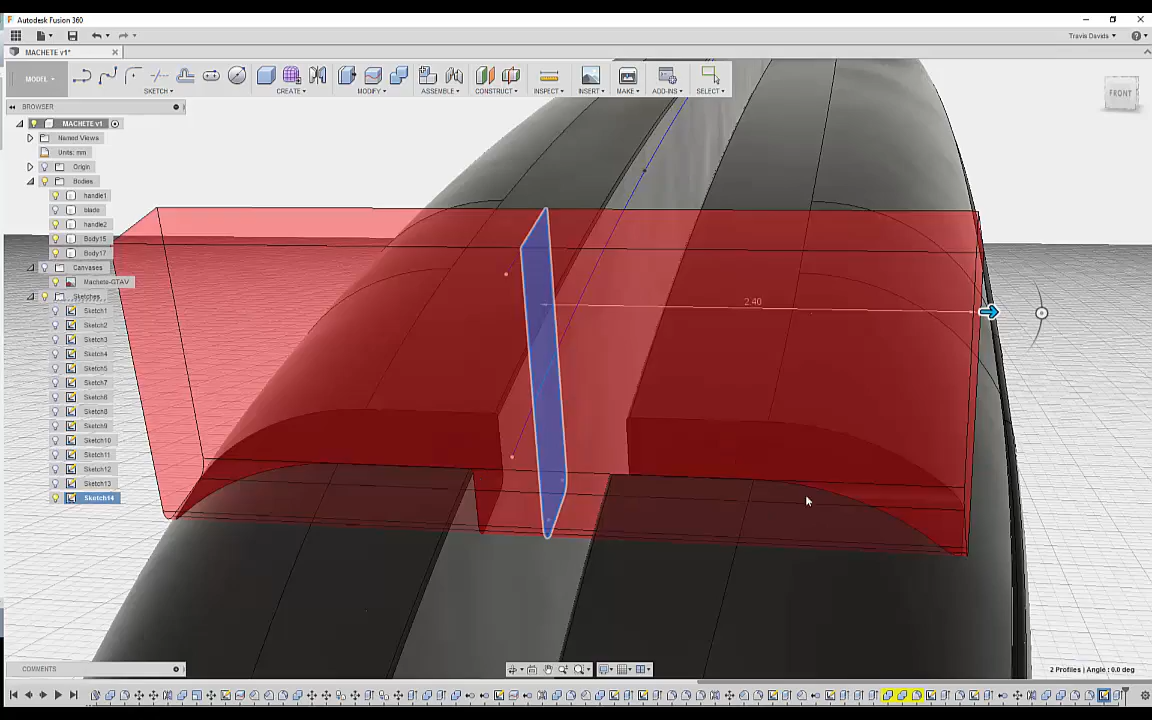 Autodesk Fusion 360
Travis Davids
MACHETE v1*
MODEL
SKETCH
CREATE
MODIFY
ASSEMBLE
CONSTRUCT
INSPECT
INSERT
MAKE
ADD-INS
SELECT
FRONT
BROWSER
MACHETE v1
Named Views
Units: mm
Origin
Bodies
handle1
blade
handle2
Body15
Body17
Canvases
Machete-GTAV
Sketches
Sketch1
Sketch2
Sketch3
Sketch4
Sketch5
Sketch7
Sketch6
Sketch8
Sketch9
Sketch10
Sketch11
Sketch12
Sketch13
Sketch14
2.40
COMMENTS
2 Profiles | Angle : 0.0 deg